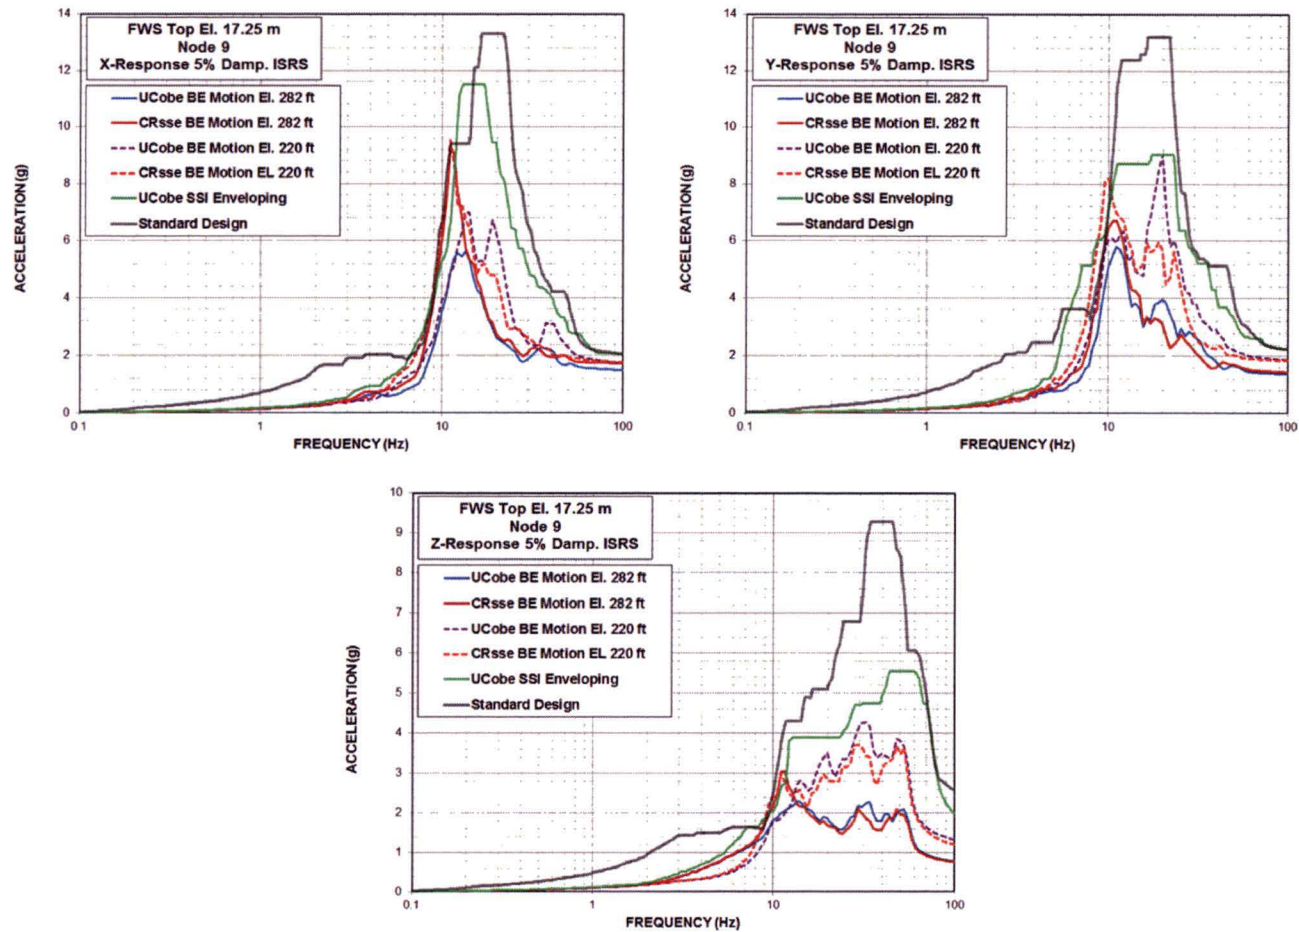 FWS Top El. 17.25 m
Node 9
X-Response 5% Damp. ISRS
UCobe BE Motion El. 282 ft
CRsse BE Motion El. 282 ft
UCobe BE Motion El. 220 ft
CRsse BE Motion EL 220 ft
UCobe SSI Enveloping
Standard Design
ACCELERATION(g)
14
12
10
8
6
4
2
0
0.1
1
10
100
FREQUENCY (Hz)
FWS Top El. 17.25 m
Node 9
Y-Response 5% Damp. ISRS
UCobe BE Motion El. 282 ft
CRsse BE Motion El. 282 ft
UCobe BE Motion El. 220 ft
CRsse BE Motion EL 220 ft
UCobe SSI Enveloping
Standard Design
ACCELERATION(g)
14
12
10
8
6
4
2
0
0.1
1
10
100
FREQUENCY (Hz)
FWS Top El. 17.25 m
Node 9
Z-Response 5% Damp. ISRS
UCobe BE Motion El. 282 ft
CRsse BE Motion El. 282 ft
UCobe BE Motion El. 220 ft
CRsse BE Motion EL 220 ft
UCobe SSI Enveloping
Standard Design
ACCELERATION(g)
10
9
8
7
6
5
4
3
2
1
0
0.1
1
10
100
FREQUENCY (Hz)